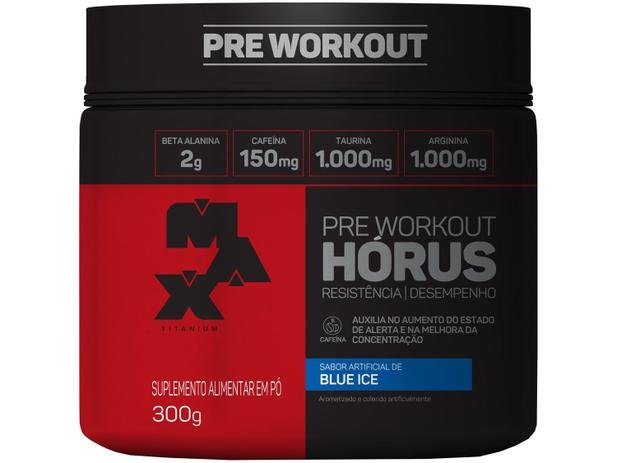 PRE WORKOUT
BETA ALANINA
2g
CAFEÍNA
150mg
TAURINA
1.000mg
ARGININA
1.000mg
MAX
TITANIUM
SUPLEMENTO ALIMENTAR EM PÓ
300g
PRE WORKOUT
HÓRUS
RESISTÊNCIA | DESEMPENHO
CAFEÍNA
AUXILIA NO AUMENTO DO ESTADO
DE ALERTA E NA MELHORA DA
CONCENTRAÇÃO
SABOR ARTIFICIAL DE
BLUE ICE
Aromatizado e colorido artificialmente